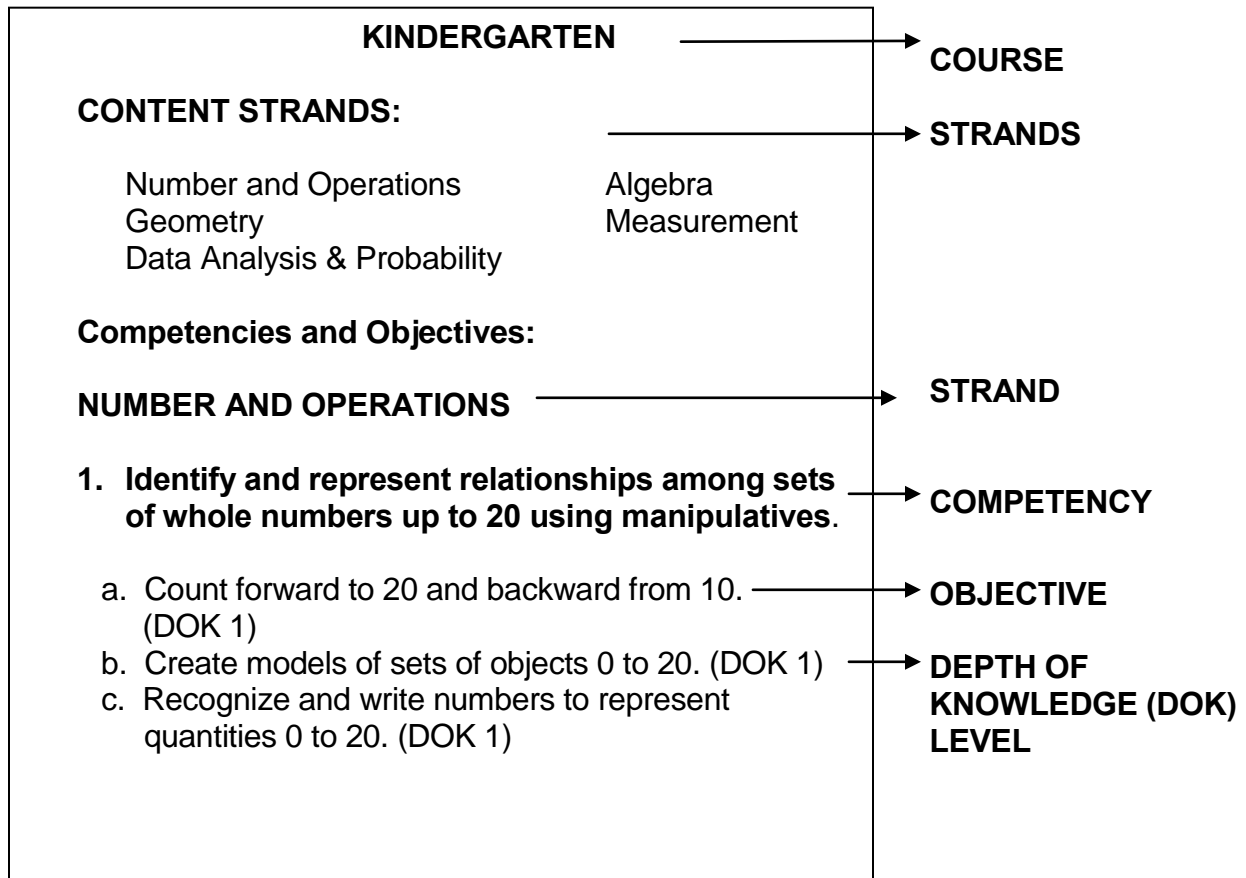 KINDERGARTEN
COURSE
CONTENT STRANDS:
STRANDS
Number and Operations Algebra
Geometry Measurement
Data Analysis & Probability
Competencies and Objectives:
NUMBER AND OPERATIONS
STRAND
1. Identify and represent relationships among sets
of whole numbers up to 20 using manipulatives.
COMPETENCY
a. Count forward to 20 and backward from 10.
(DOK 1)
OBJECTIVE
b. Create models of sets of objects 0 to 20. (DOK 1)
c. Recognize and write numbers to represent
quantities 0 to 20. (DOK 1)
DEPTH OF
KNOWLEDGE (DOK)
LEVEL